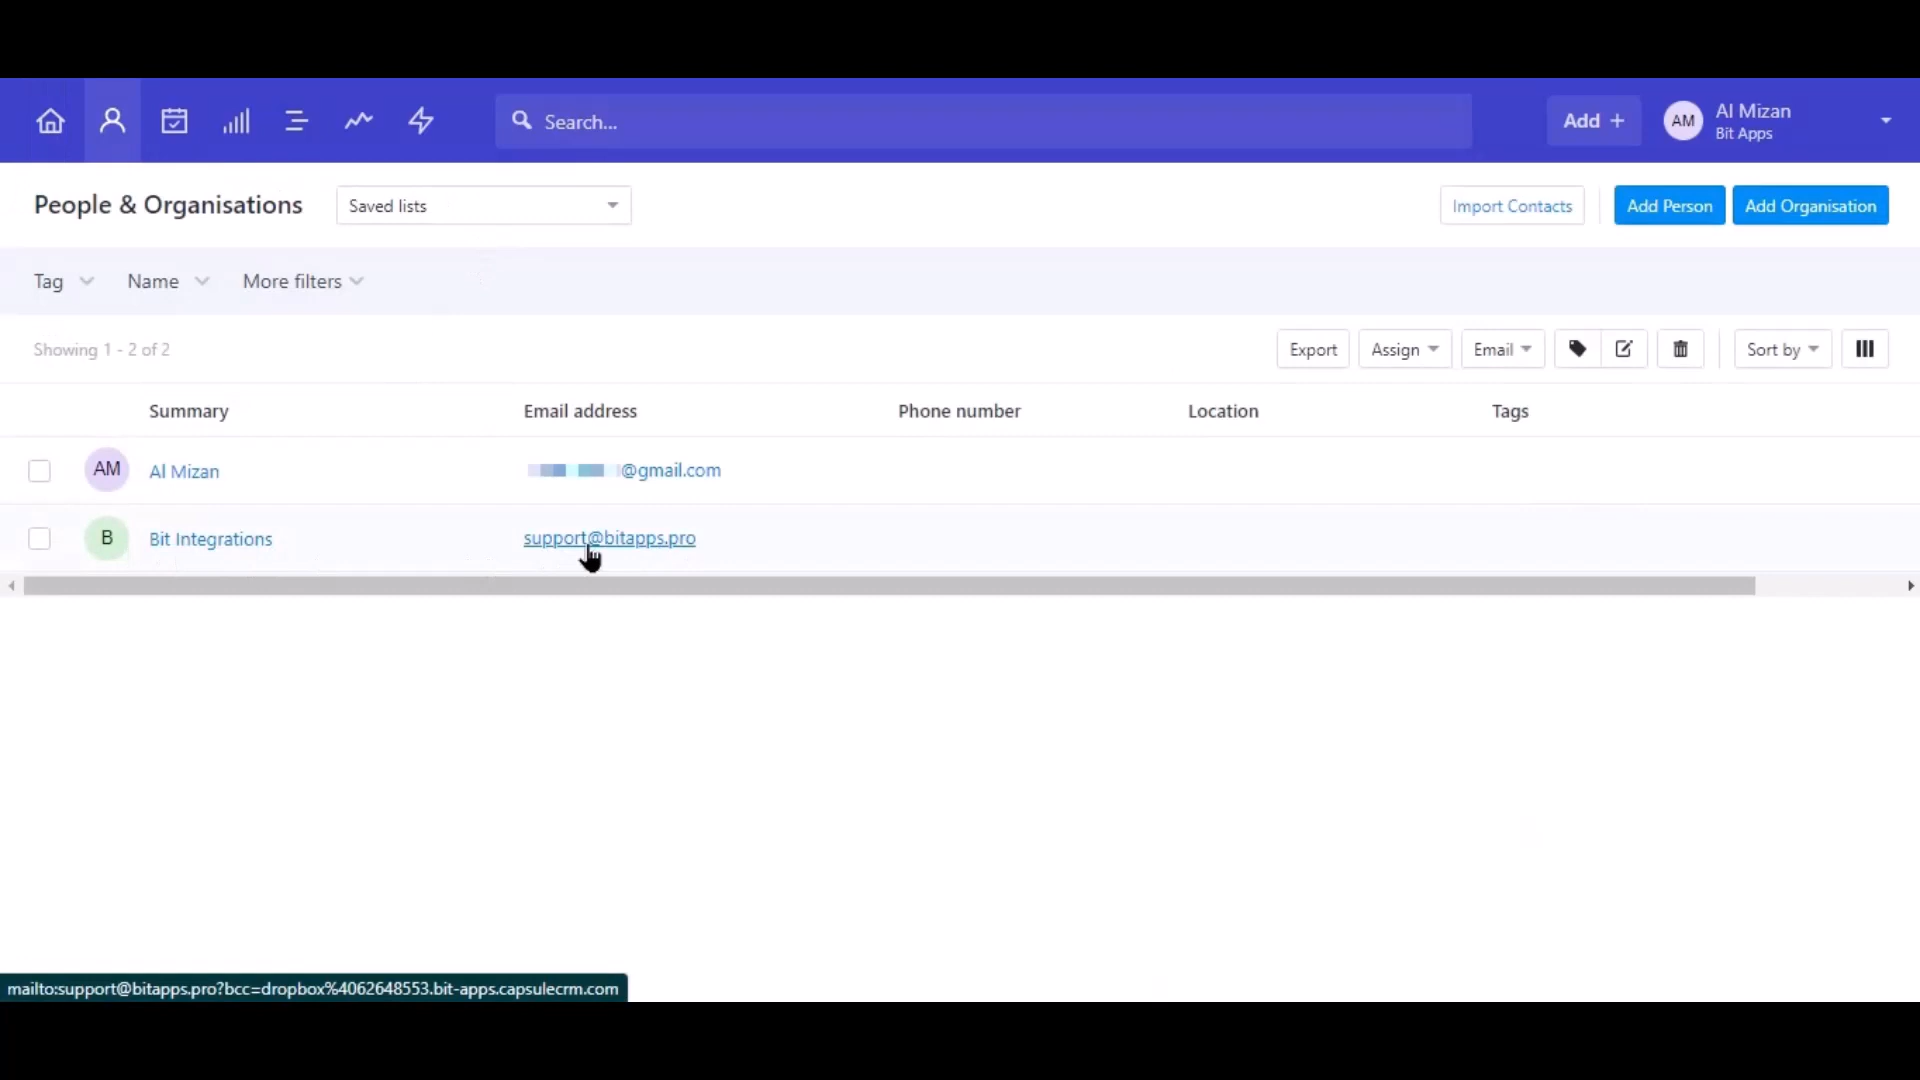 Search...
Add +
AM
Al Mizan
Bit Apps
People & Organisations
Saved lists
Import Contacts
Add Person
Add Organisation
Tag
Name
More filters
Showing 1 - 2 of 2
Export
Assign
Email
Sort by
Summary
Email address
Phone number
Location
Tags
AM
Al Mizan
@gmail.com
B
Bit Integrations
support@bitapps.pro
mailto:support@bitapps.pro?bcc=dropbox%4062648553.bit-apps.capsulecrm.com